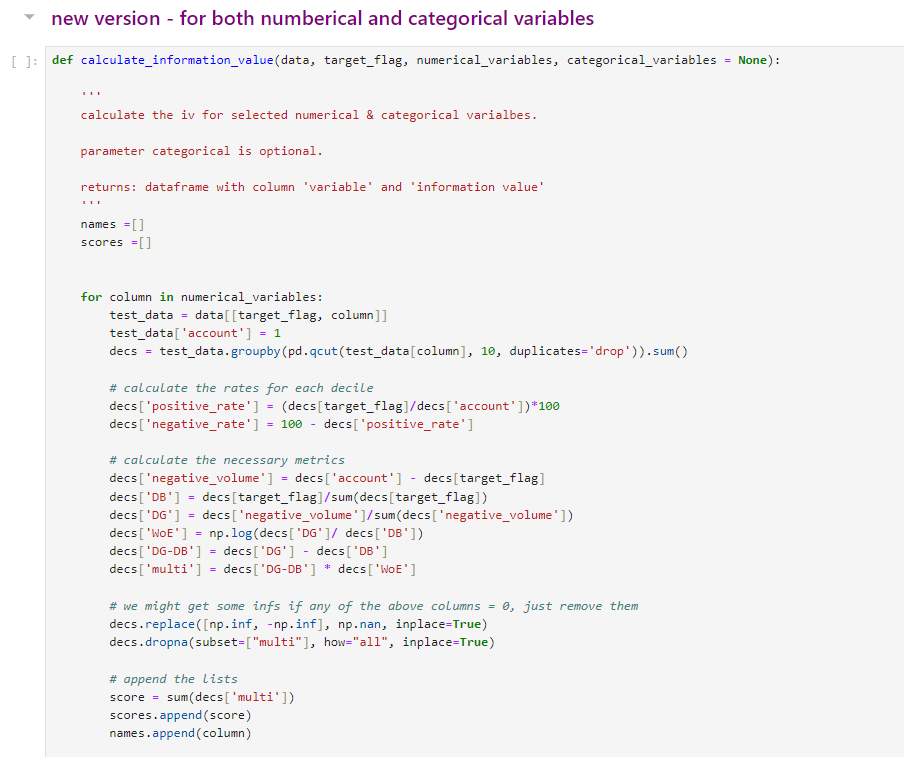 new version - for both numberical and categorical variables
[ ]: def calculate_information_value(data, target_flag, numerical_variables, categorical_variables = None):
'''
calculate the iv for selected numerical & categorical varialbes.
parameter categorical is optional.
returns: dataframe with column 'variable' and 'information value'
'''
names =[]
scores =[]
for column in numerical_variables:
test_data = data[[target_flag, column]]
test_data['account'] = 1
decs = test_data.groupby(pd.qcut(test_data[column], 10, duplicates='drop')).sum()
# calculate the rates for each decile
decs['positive_rate'] = (decs[target_flag]/decs['account'])*100
decs['negative_rate'] = 100 - decs['positive_rate']
# calculate the necessary metrics
decs['negative_volume'] = decs['account'] - decs[target_flag]
decs['DB'] = decs[target_flag]/sum(decs[target_flag])
decs['DG'] = decs['negative_volume']/sum(decs['negative_volume'])
decs['WoE'] = np.log(decs['DG']/ decs['DB'])
decs['DG-DB'] = decs['DG'] - decs['DB']
decs['multi'] = decs['DG-DB'] * decs['WoE']
# we might get some infs if any of the above columns = 0, just remove them
decs.replace([np.inf, -np.inf], np.nan, inplace=True)
decs.dropna(subset=["multi"], how="all", inplace=True)
# append the lists
score = sum(decs['multi'])
scores.append(score)
names.append(column)